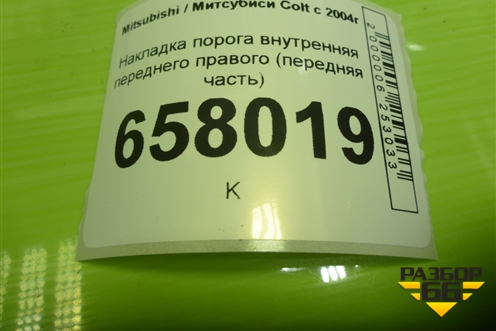 Mitsubishi / Митсубиси Colt с 2004г
Накладка порога внутренняя
переднего правого (передняя
часть)
658019
К
2000006253033
РАЗБОР
66